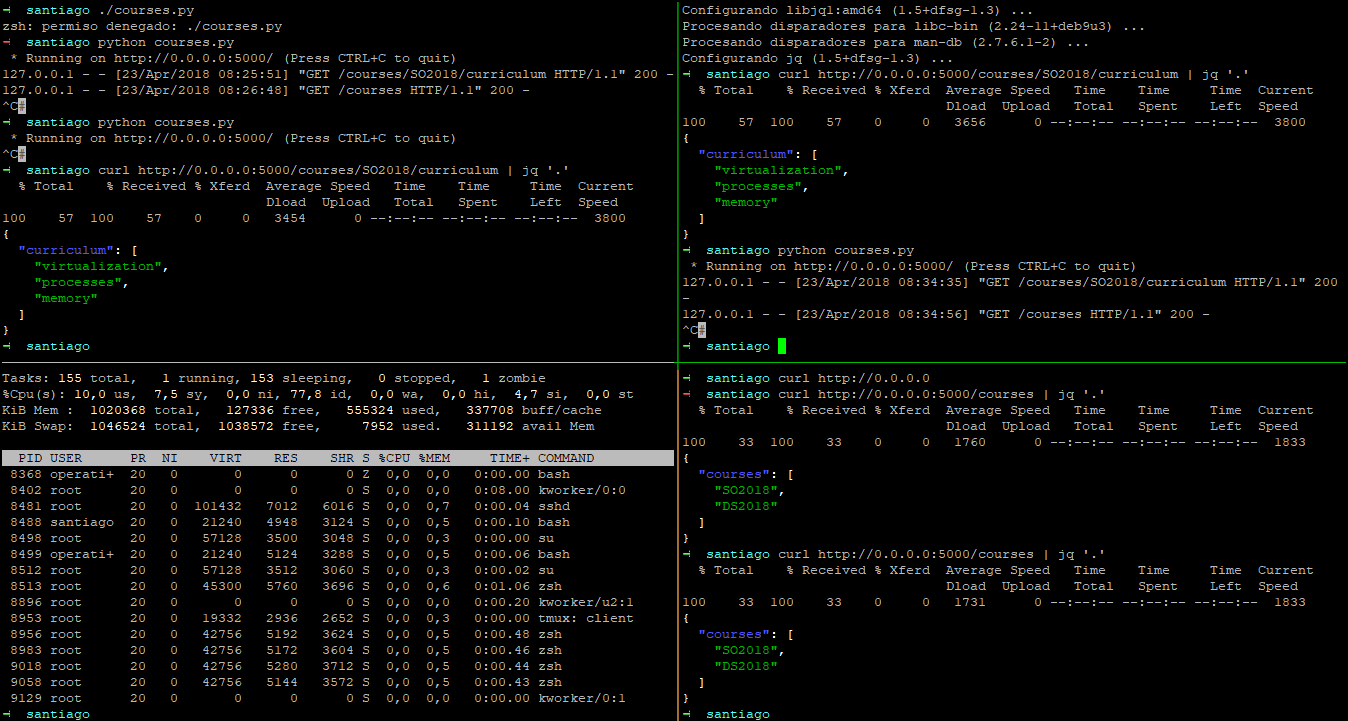 → santiago ./courses.py
zsh: permiso denegado: ./courses.py
→ santiago python courses.py
 * Running on http://0.0.0.0:5000/ (Press CTRL+C to quit)
127.0.0.1 - - [23/Apr/2018 08:25:51] "GET /courses/SO2018/curriculum HTTP/1.1" 200 -
127.0.0.1 - - [23/Apr/2018 08:26:48] "GET /courses HTTP/1.1" 200 -
^C#
→ santiago python courses.py
 * Running on http://0.0.0.0:5000/ (Press CTRL+C to quit)
^C#
→ santiago curl http://0.0.0.0:5000/courses/SO2018/curriculum | jq '.'
  % Total    % Received % Xferd  Average Speed   Time    Time     Time  Current
                                 Dload  Upload   Total   Spent    Left  Speed
100    57  100    57    0     0   3454      0 --:--:-- --:--:-- --:--:--  3800
{
  "curriculum": [
    "virtualization",
    "processes",
    "memory"
  ]
}
→ santiago
Configurando libjq1:amd64 (1.5+dfsg-1.3) ...
Procesando disparadores para libc-bin (2.24-11+deb9u3) ...
Procesando disparadores para man-db (2.7.6.1-2) ...
Configurando jq (1.5+dfsg-1.3) ...
→ santiago curl http://0.0.0.0:5000/courses/SO2018/curriculum | jq '.'
  % Total    % Received % Xferd  Average Speed   Time    Time     Time  Current
                                 Dload  Upload   Total   Spent    Left  Speed
100    57  100    57    0     0   3656      0 --:--:-- --:--:-- --:--:--  3800
{
  "curriculum": [
    "virtualization",
    "processes",
    "memory"
  ]
}
→ santiago python courses.py
 * Running on http://0.0.0.0:5000/ (Press CTRL+C to quit)
127.0.0.1 - - [23/Apr/2018 08:34:35] "GET /courses/SO2018/curriculum HTTP/1.1" 200
-
127.0.0.1 - - [23/Apr/2018 08:34:56] "GET /courses HTTP/1.1" 200 -
^C#
→ santiago
Tasks: 155 total,   1 running, 153 sleeping,   0 stopped,   1 zombie
%Cpu(s): 10,0 us,  7,5 sy,  0,0 ni, 77,8 id,  0,0 wa,  0,0 hi,  4,7 si,  0,0 st
KiB Mem :  1020368 total,   127336 free,   555324 used,   337708 buff/cache
KiB Swap:  1046524 total,  1038572 free,     7952 used.   311192 avail Mem
  PID USER      PR  NI    VIRT    RES    SHR S %CPU %MEM     TIME+ COMMAND
 8368 operati+  20   0       0      0      0 Z  0,0  0,0   0:00.00 bash
 8402 root      20   0       0      0      0 S  0,0  0,0   0:08.00 kworker/0:0
 8481 root      20   0  101432   7012   6016 S  0,0  0,7   0:00.04 sshd
 8488 santiago  20   0   21240   4948   3124 S  0,0  0,5   0:00.10 bash
 8498 root      20   0   57128   3500   3048 S  0,0  0,3   0:00.00 su
 8499 operati+  20   0   21240   5124   3288 S  0,0  0,5   0:00.06 bash
 8512 root      20   0   57128   3512   3060 S  0,0  0,3   0:00.02 su
 8513 root      20   0   45300   5760   3696 S  0,0  0,6   0:01.06 zsh
 8896 root      20   0       0      0      0 S  0,0  0,0   0:00.20 kworker/u2:1
 8953 root      20   0   19332   2936   2652 S  0,0  0,3   0:00.00 tmux: client
 8956 root      20   0   42756   5192   3624 S  0,0  0,5   0:00.48 zsh
 8983 root      20   0   42756   5172   3604 S  0,0  0,5   0:00.46 zsh
 9018 root      20   0   42756   5280   3712 S  0,0  0,5   0:00.44 zsh
 9058 root      20   0   42756   5144   3572 S  0,0  0,5   0:00.43 zsh
 9129 root      20   0       0      0      0 S  0,0  0,0   0:00.00 kworker/0:1
→ santiago
→ santiago curl http://0.0.0.0
→ santiago curl http://0.0.0.0:5000/courses | jq '.'
  % Total    % Received % Xferd  Average Speed   Time    Time     Time  Current
                                 Dload  Upload   Total   Spent    Left  Speed
100    33  100    33    0     0   1760      0 --:--:-- --:--:-- --:--:--  1833
{
  "courses": [
    "SO2018",
    "DS2018"
  ]
}
→ santiago curl http://0.0.0.0:5000/courses | jq '.'
  % Total    % Received % Xferd  Average Speed   Time    Time     Time  Current
                                 Dload  Upload   Total   Spent    Left  Speed
100    33  100    33    0     0   1731      0 --:--:-- --:--:-- --:--:--  1833
{
  "courses": [
    "SO2018",
    "DS2018"
  ]
}
→ santiago